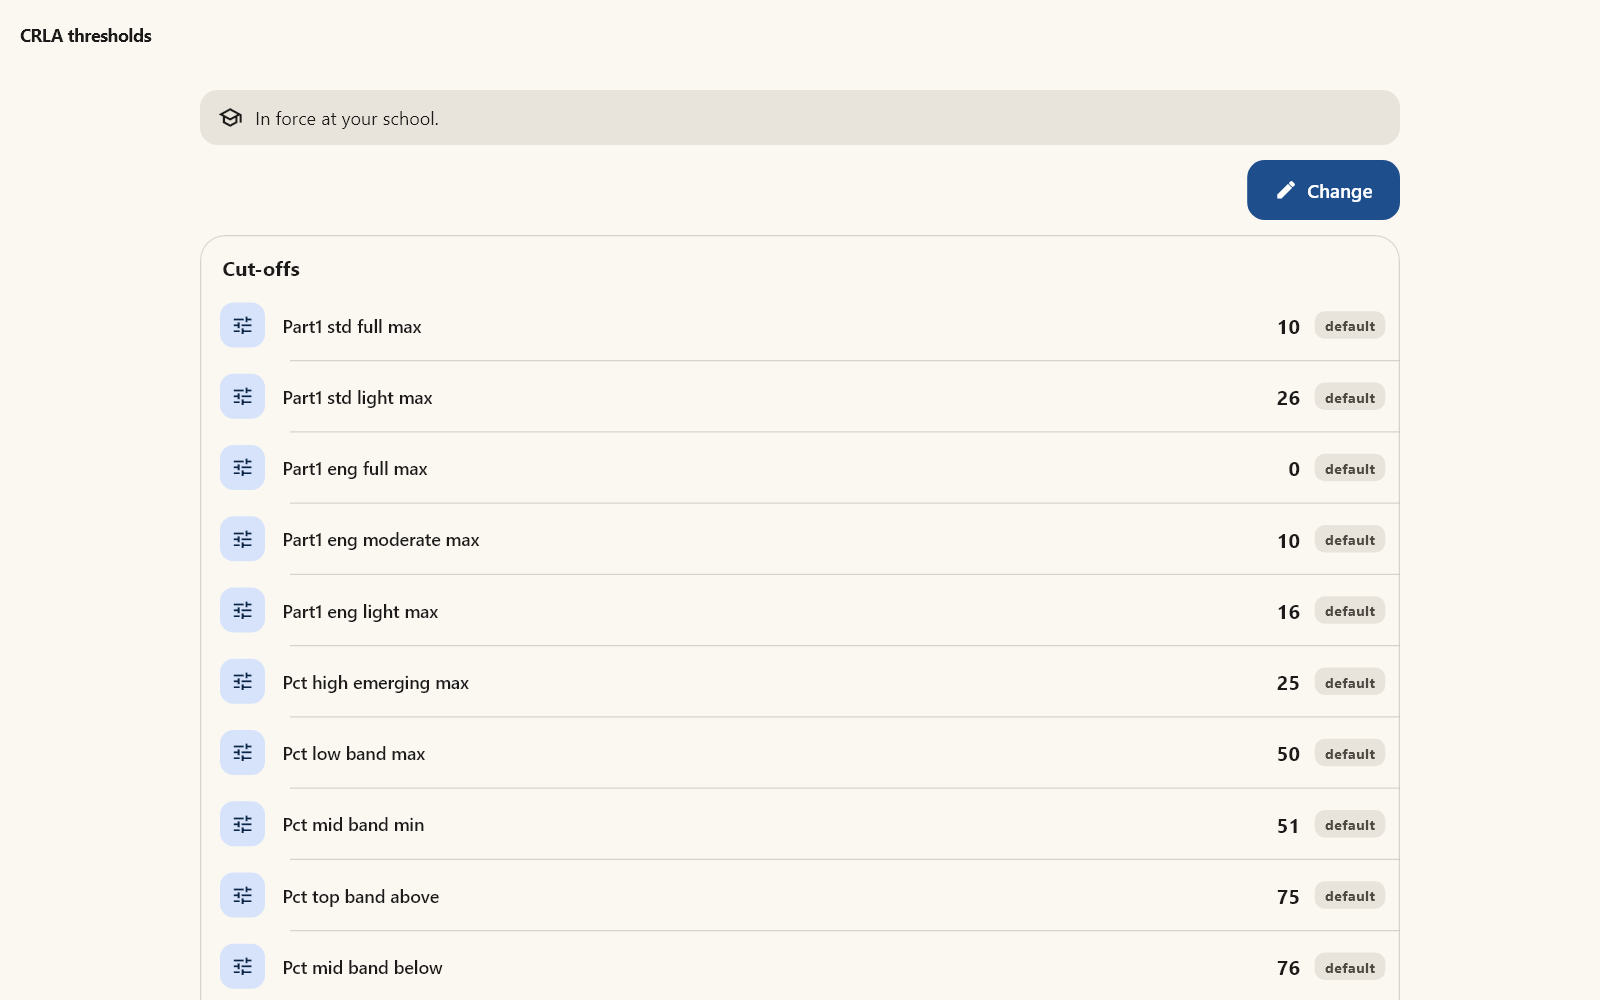 CRLA thresholds
In force at your school.
Change
Cut-offs
Part1 std full max 10 default
Part1 std light max 26 default
Part1 eng full max 0 default
Part1 eng moderate max 10 default
Part1 eng light max 16 default
Pct high emerging max 25 default
Pct low band max 50 default
Pct mid band min 51 default
Pct top band above 75 default
Pct mid band below 76 default